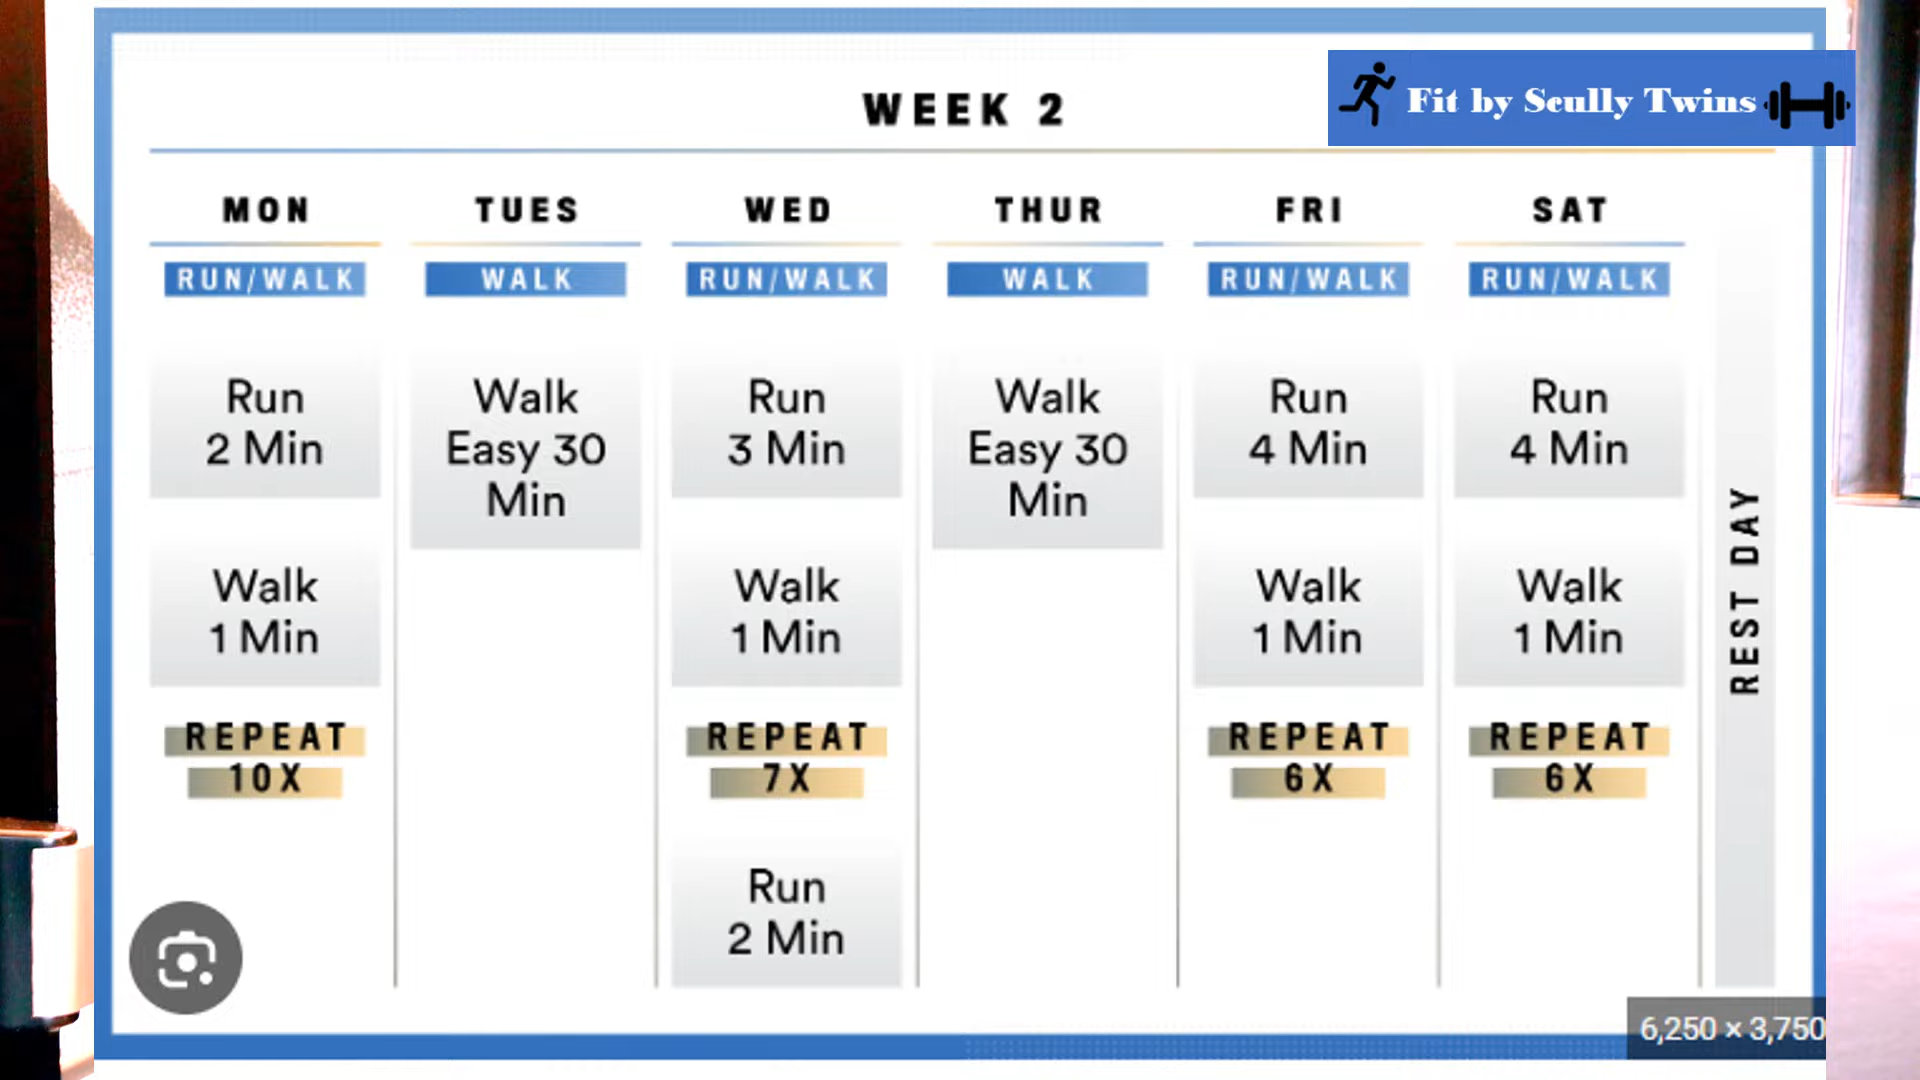 WEEK 2
Fit by Scully Twins
MON
RUN/WALK
Run
2 Min
Walk
1 Min
REPEAT
10X
TUES
WALK
Walk
Easy 30
Min
WED
RUN/WALK
Run
3 Min
Walk
1 Min
REPEAT
7X
Run
2 Min
THUR
WALK
Walk
Easy 30
Min
FRI
RUN/WALK
Run
4 Min
Walk
1 Min
REPEAT
6X
SAT
RUN/WALK
Run
4 Min
Walk
1 Min
REPEAT
6X
REST DAY
6,250 × 3,750